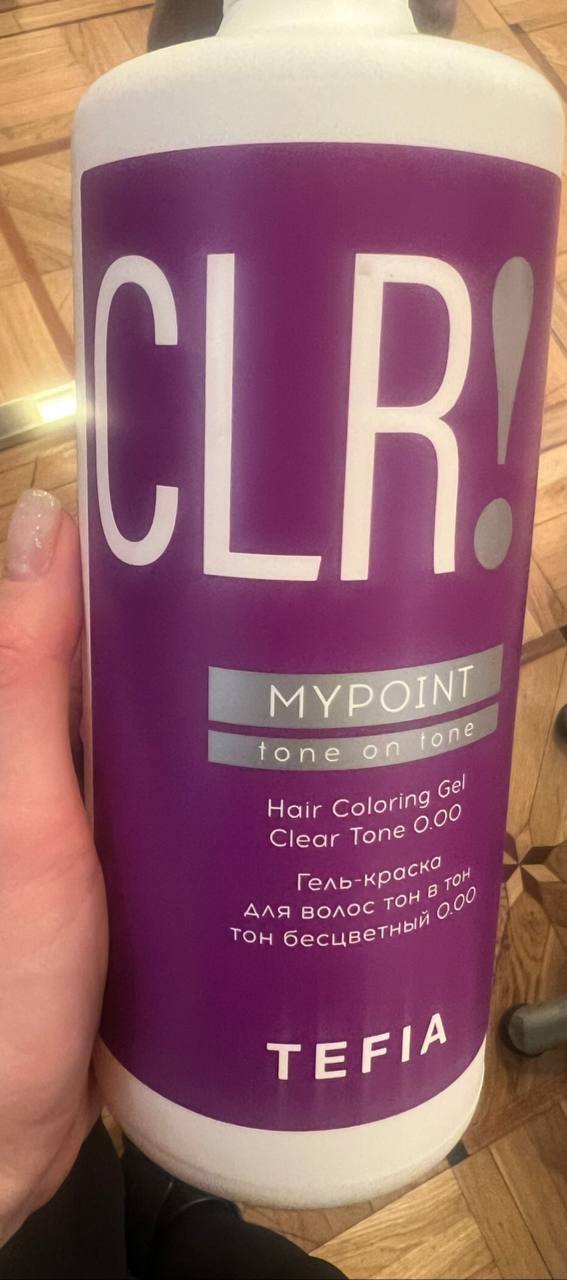 CLR!
MYPOINT
tone on tone
Hair Coloring Gel
Clear Tone 0.00
Гель-краска
для волос тон в тон
тон бесцветный 0.00
TEFIA